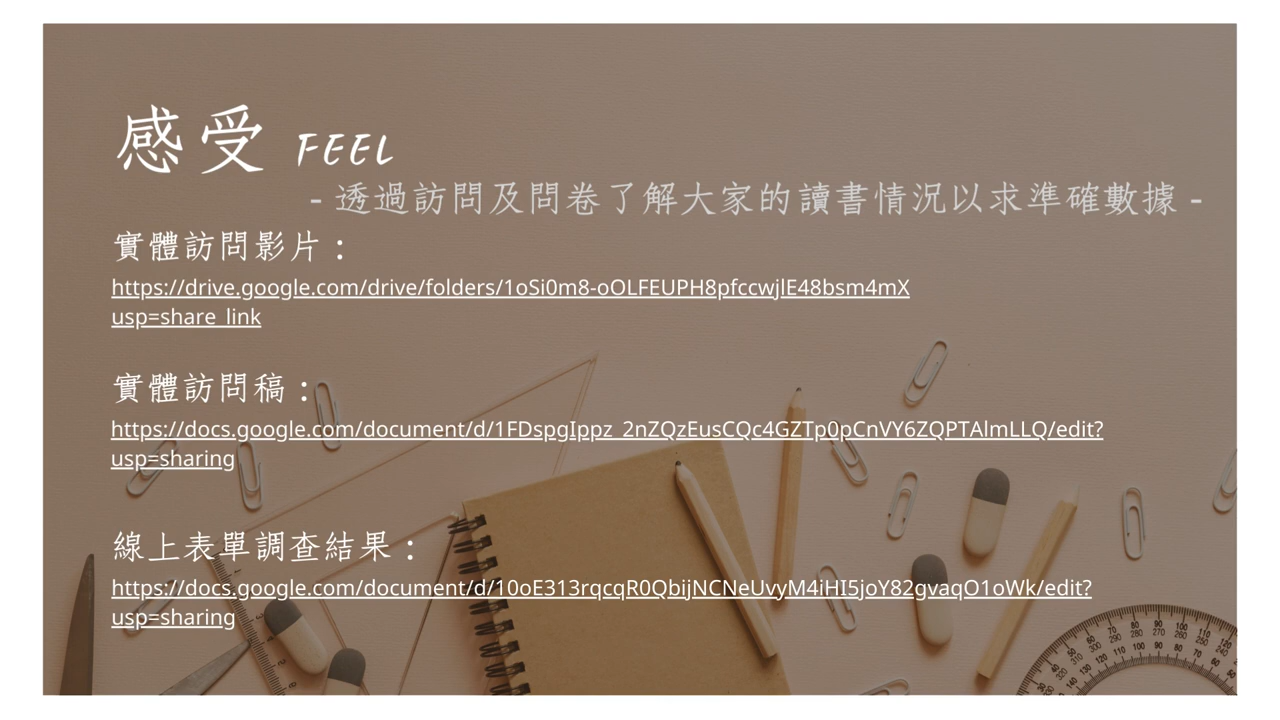 感受 FEEL
- 透過訪問及問卷了解大家的讀書情況以求準確數據 -
實體訪問影片：
https://drive.google.com/drive/folders/1oSi0m8-oOLFEUPH8pfccwjlE48bsm4mX
usp=share_link
實體訪問稿：
https://docs.google.com/document/d/1FDspgIppz_2nZQzEusCQc4GZTp0pCnVY6ZQPTAlmLLQ/edit?
usp=sharing
線上表單調查結果：
https://docs.google.com/document/d/10oE313rqcqR0QbijNCNeUvyM4iHI5joY82gvaqO1oWk/edit?
usp=sharing